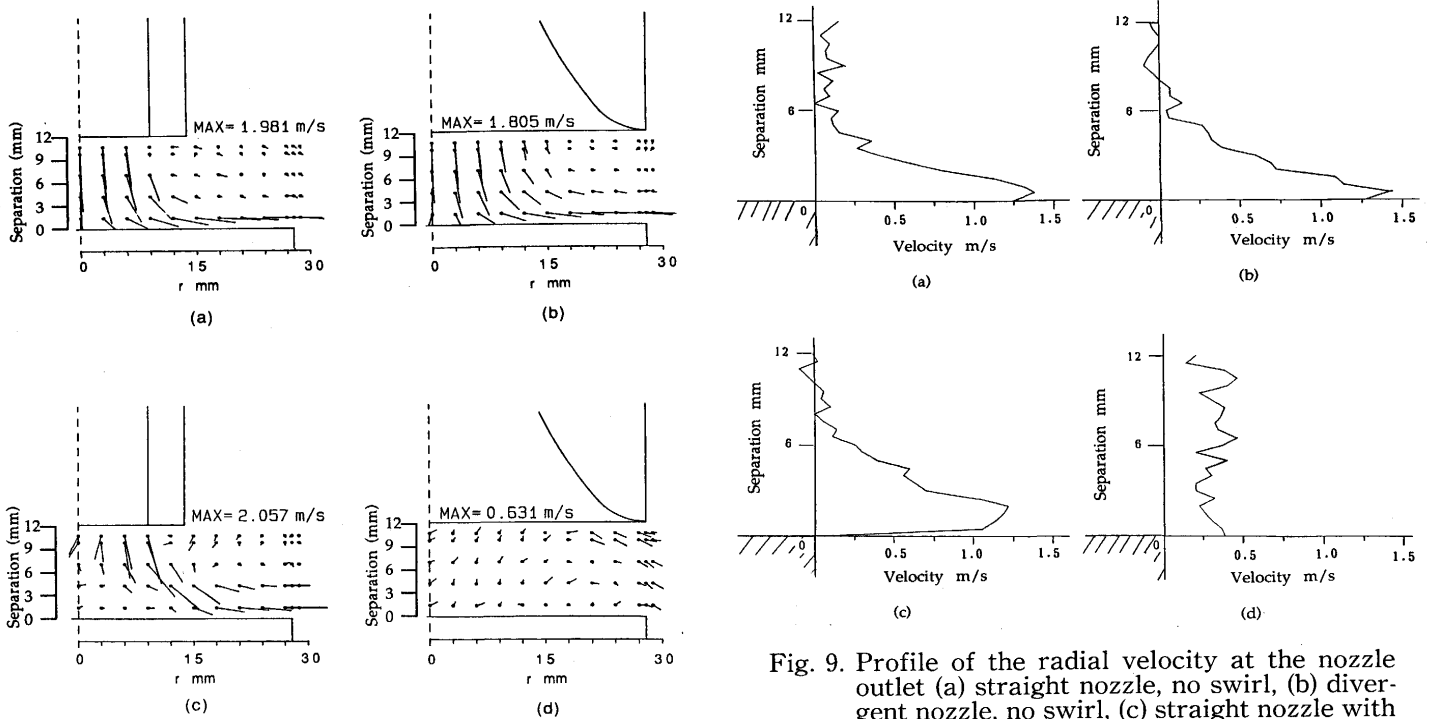 MAX= 1.981 m/s
Separation (mm)
12
9
6
3
0
0 15 30
r mm
(a)
MAX= 1.805 m/s
Separation (mm)
12
9
6
3
0
0 15 30
r mm
(b)
MAX= 2.057 m/s
Separation (mm)
12
9
6
3
0
0 15 30
r mm
(c)
MAX= 0.631 m/s
Separation (mm)
12
9
6
3
0
0 15 30
r mm
(d)
12
Separation mm
6
0
0.5 1.0 1.5
Velocity m/s
(a)
12
Separation mm
6
0
0.5 1.0 1.5
Velocity m/s
(b)
12
Separation mm
6
0
0.5 1.0 1.5
Velocity m/s
(c)
12
Separation mm
6
0
0.5 1.0 1.5
Velocity m/s
(d)
Fig. 9. Profile of the radial velocity at the nozzle
outlet (a) straight nozzle, no swirl, (b) diver-
gent nozzle, no swirl, (c) straight nozzle with